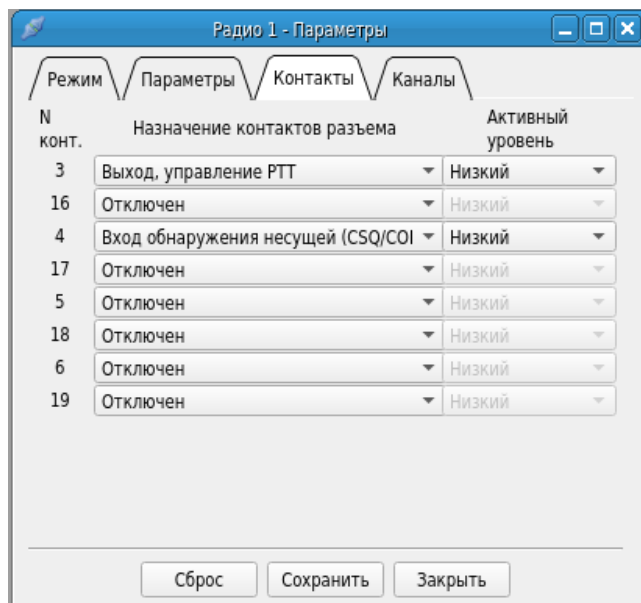 Радио 1 - Параметры
Режим Параметры Контакты Каналы
N конт. Назначение контактов разъема Активный уровень
3 Выход, управление РТТ Низкий
16 Отключен Низкий
4 Вход обнаружения несущей (CSQ/COI Низкий
17 Отключен Низкий
5 Отключен Низкий
18 Отключен Низкий
6 Отключен Низкий
19 Отключен Низкий
Сброс Сохранить Закрыть